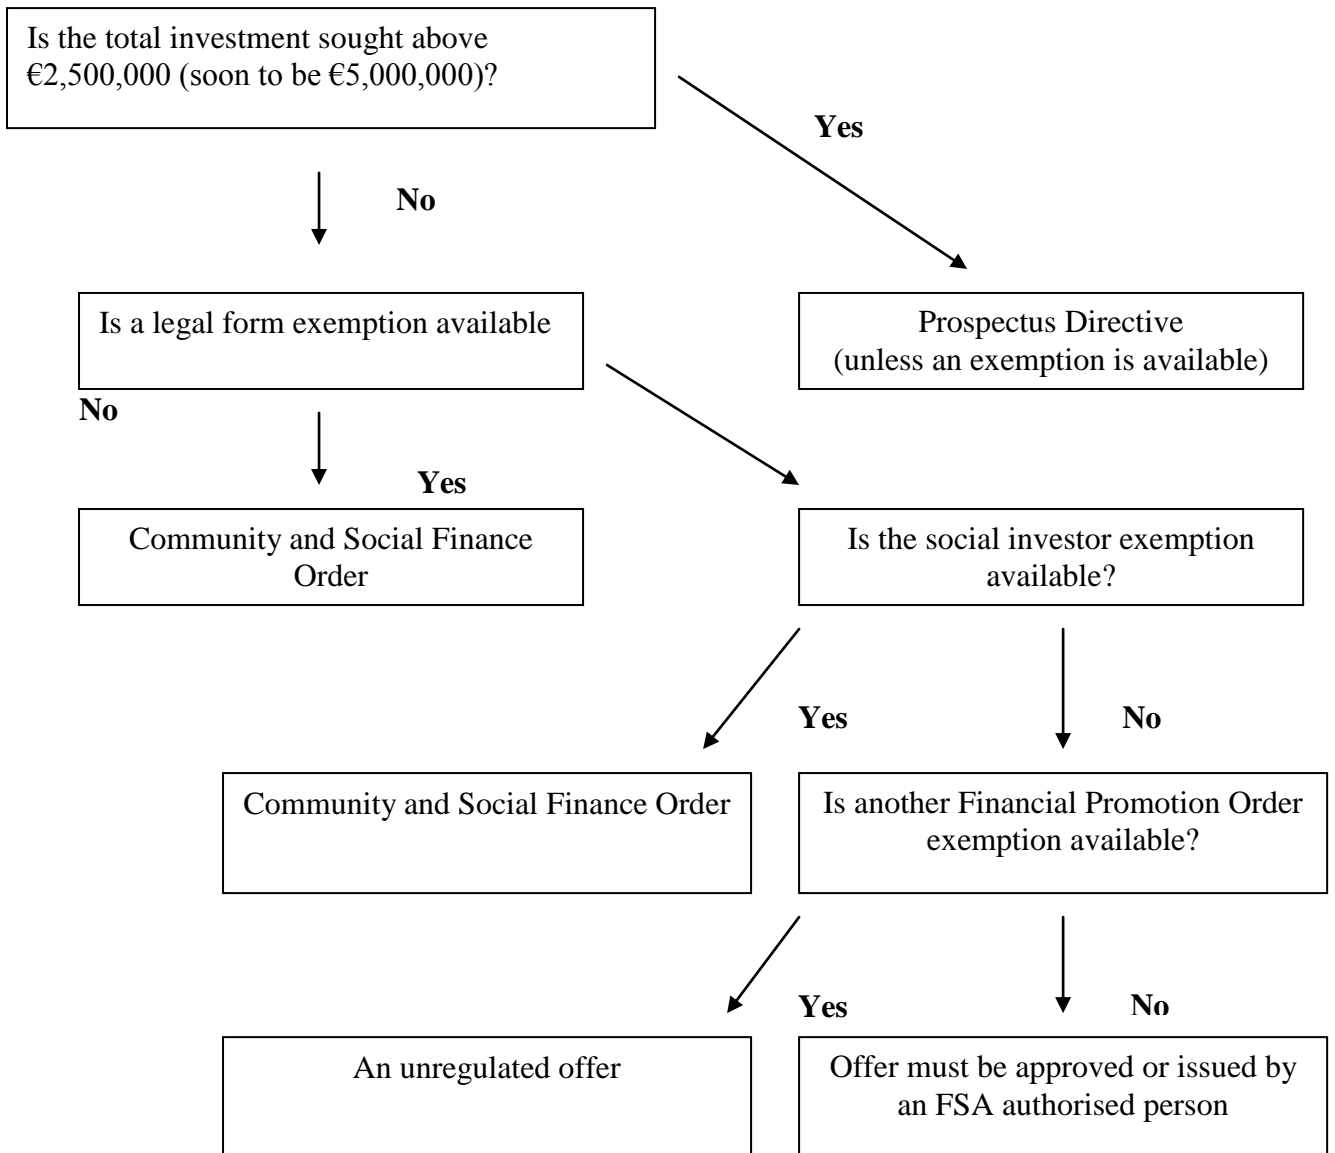 Is the total investment sought above
€2,500,000 (soon to be €5,000,000)?
Yes
No
Is a legal form exemption available
Prospectus Directive
(unless an exemption is available)
No
Yes
Community and Social Finance
Order
Is the social investor exemption
available?
Yes
No
Community and Social Finance Order
Is another Financial Promotion Order
exemption available?
Yes
No
An unregulated offer
Offer must be approved or issued by
an FSA authorised person